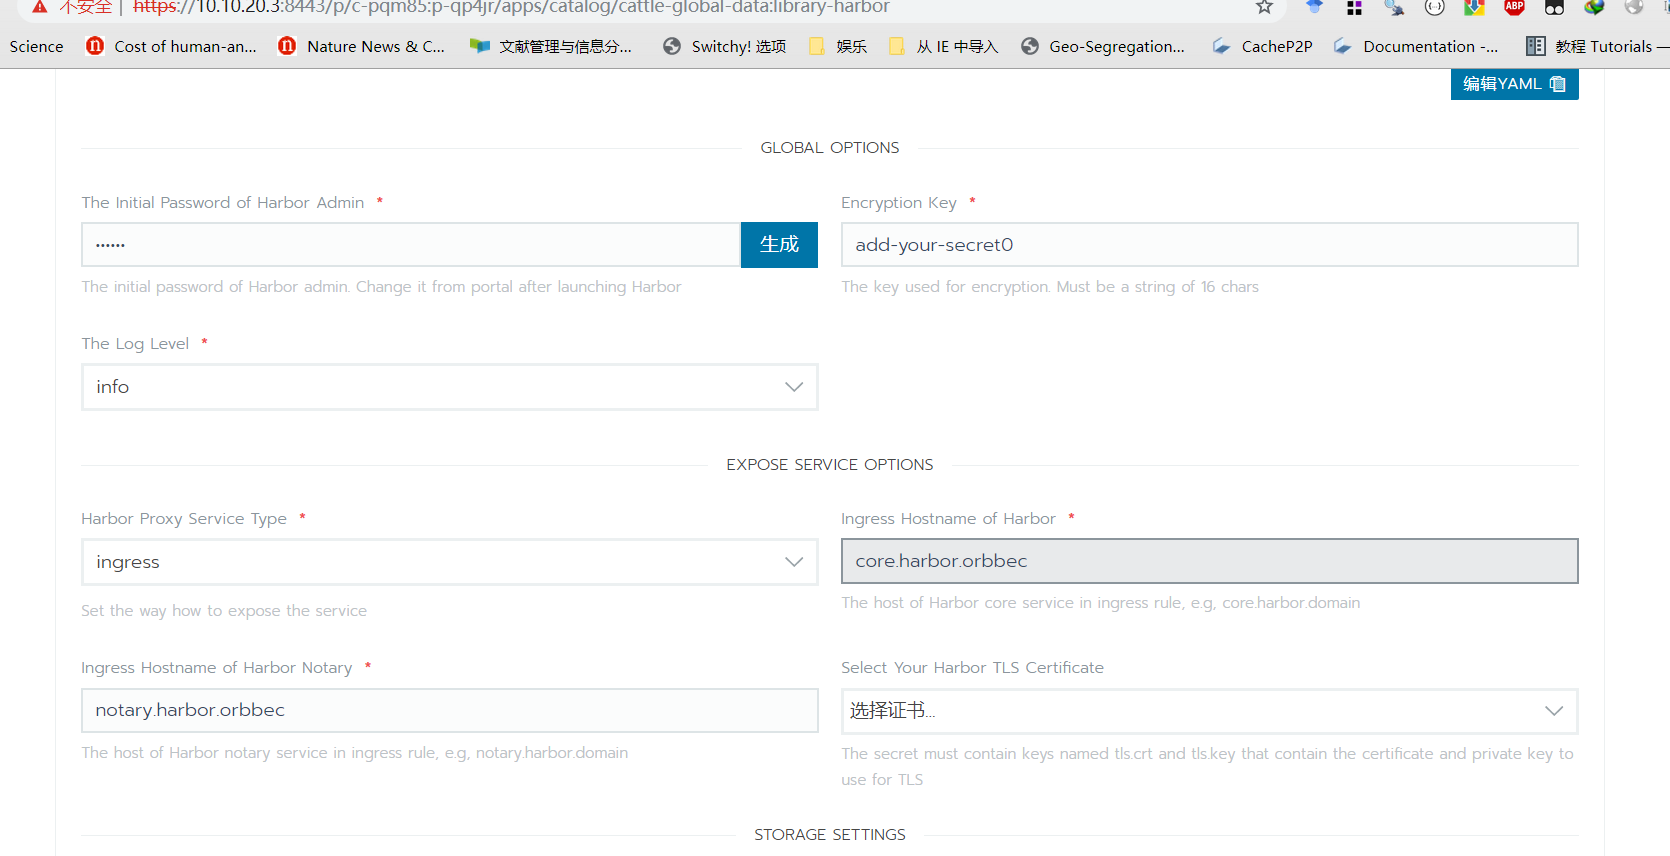 不安全 | https://10.10.20.3:8443/p/c-pqm85:p-qp4jr/apps/catalog/cattle-global-data:library-harbor
Science Cost of human-an... Nature News & C... 文献管理与信息分... Switchy! 选项 娱乐 从 IE 中导入 Geo-Segregation... CacheP2P Documentation -... 教程 Tutorials —
编辑YAML
GLOBAL OPTIONS
The Initial Password of Harbor Admin * Encryption Key *
•••••• 生成 add-your-secret0
The initial password of Harbor admin. Change it from portal after launching Harbor The key used for encryption. Must be a string of 16 chars
The Log Level *
info
EXPOSE SERVICE OPTIONS
Harbor Proxy Service Type * Ingress Hostname of Harbor *
ingress core.harbor.orbbec
Set the way how to expose the service The host of Harbor core service in ingress rule, e.g, core.harbor.domain
Ingress Hostname of Harbor Notary * Select Your Harbor TLS Certificate
notary.harbor.orbbec 选择证书...
The host of Harbor notary service in ingress rule, e.g, notary.harbor.domain The secret must contain keys named tls.crt and tls.key that contain the certificate and private key to
use for TLS
STORAGE SETTINGS